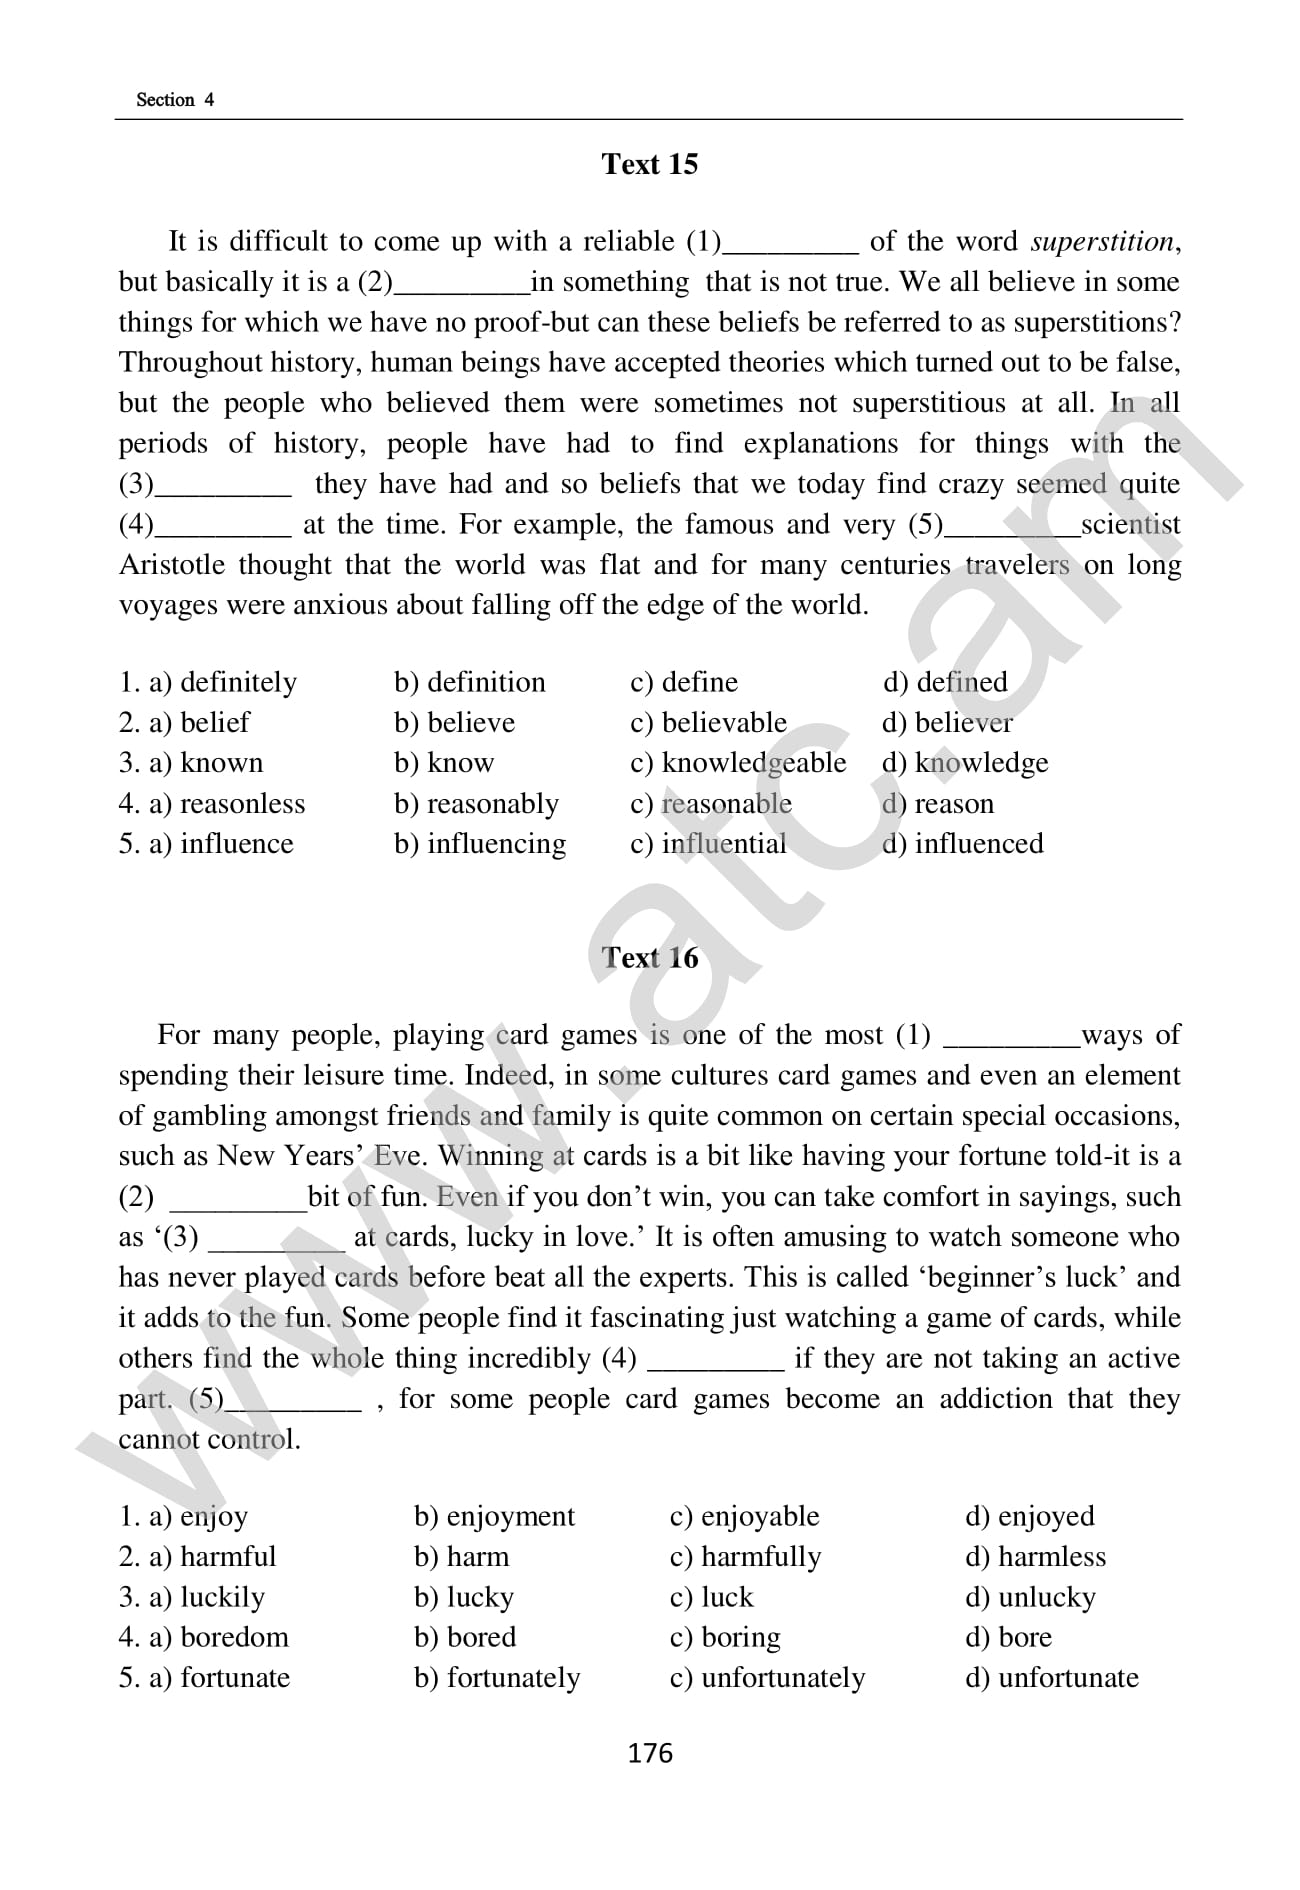 Section 4
Text 15
It is difficult to come up with a reliable (1)_________ of the word superstition,
but basically it is a (2)_________in something that is not true. We all believe in some
things for which we have no proof-but can these beliefs be referred to as superstitions?
Throughout history, human beings have accepted theories which turned out to be false,
but the people who believed them were sometimes not superstitious at all. In all
periods of history, people have had to find explanations for things with the
(3)_________ they have had and so beliefs that we today find crazy seemed quite
(4)_________ at the time. For example, the famous and very (5)_________scientist
Aristotle thought that the world was flat and for many centuries travelers on long
voyages were anxious about falling off the edge of the world.
1. a) definitely b) definition c) define d) defined
2. a) belief b) believe c) believable d) believer
3. a) known b) know c) knowledgeable d) knowledge
4. a) reasonless b) reasonably c) reasonable d) reason
5. a) influence b) influencing c) influential d) influenced
Text 16
For many people, playing card games is one of the most (1) _________ways of
spending their leisure time. Indeed, in some cultures card games and even an element
of gambling amongst friends and family is quite common on certain special occasions,
such as New Years’ Eve. Winning at cards is a bit like having your fortune told-it is a
(2) _________bit of fun. Even if you don’t win, you can take comfort in sayings, such
as ‘(3) _________ at cards, lucky in love.’ It is often amusing to watch someone who
has never played cards before beat all the experts. This is called ‘beginner’s luck’ and
it adds to the fun. Some people find it fascinating just watching a game of cards, while
others find the whole thing incredibly (4) _________ if they are not taking an active
part. (5)_________ , for some people card games become an addiction that they
cannot control.
1. a) enjoy b) enjoyment c) enjoyable d) enjoyed
2. a) harmful b) harm c) harmfully d) harmless
3. a) luckily b) lucky c) luck d) unlucky
4. a) boredom b) bored c) boring d) bore
5. a) fortunate b) fortunately c) unfortunately d) unfortunate
176
www.atc.am